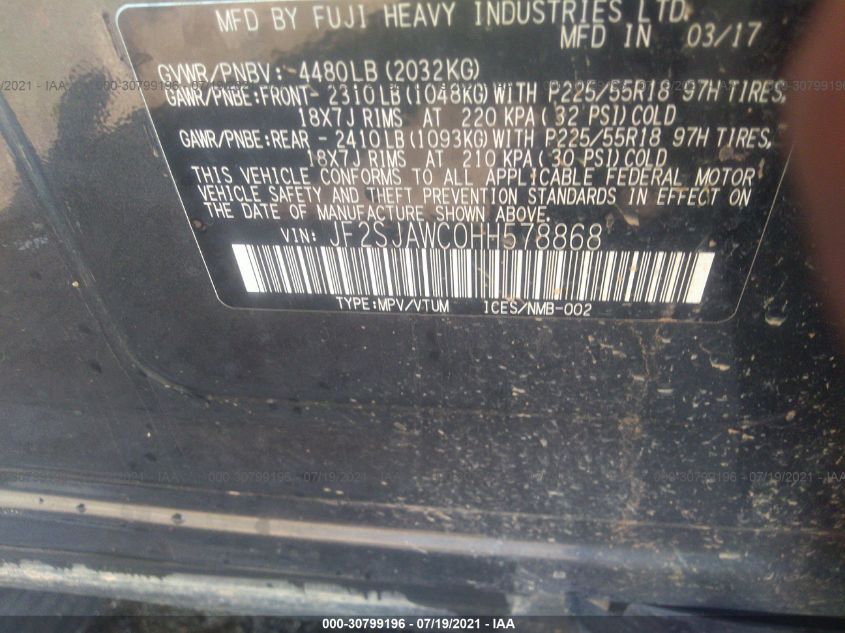 MFD BY FUJI HEAVY INDUSTRIES LTD.
MFD IN 03/17
GVWR/PNBV: 4480LB (2032KG)
GAWR/PNBE:FRONT- 2310LB (1048KG) WITH P225/55R18 97H TIRES,
18X7J RIMS AT 220 KPA ( 32 PSI) COLD
GAWR/PNBE:REAR - 2410LB (1093KG) WITH P225/55R18 97H TIRES,
18X7J RIMS AT 210 KPA ( 30 PSI) COLD
THIS VEHICLE CONFORMS TO ALL APPLICABLE FEDERAL MOTOR
VEHICLE SAFETY AND THEFT PREVENTION STANDARDS IN EFFECT ON
THE DATE OF MANUFACTURE SHOWN ABOVE.
VIN: JF2SJAWC0HH578868
TYPE:MPV/VTUM ICES/NMB-002
000-30799196 - 07/19/2021 - IAA